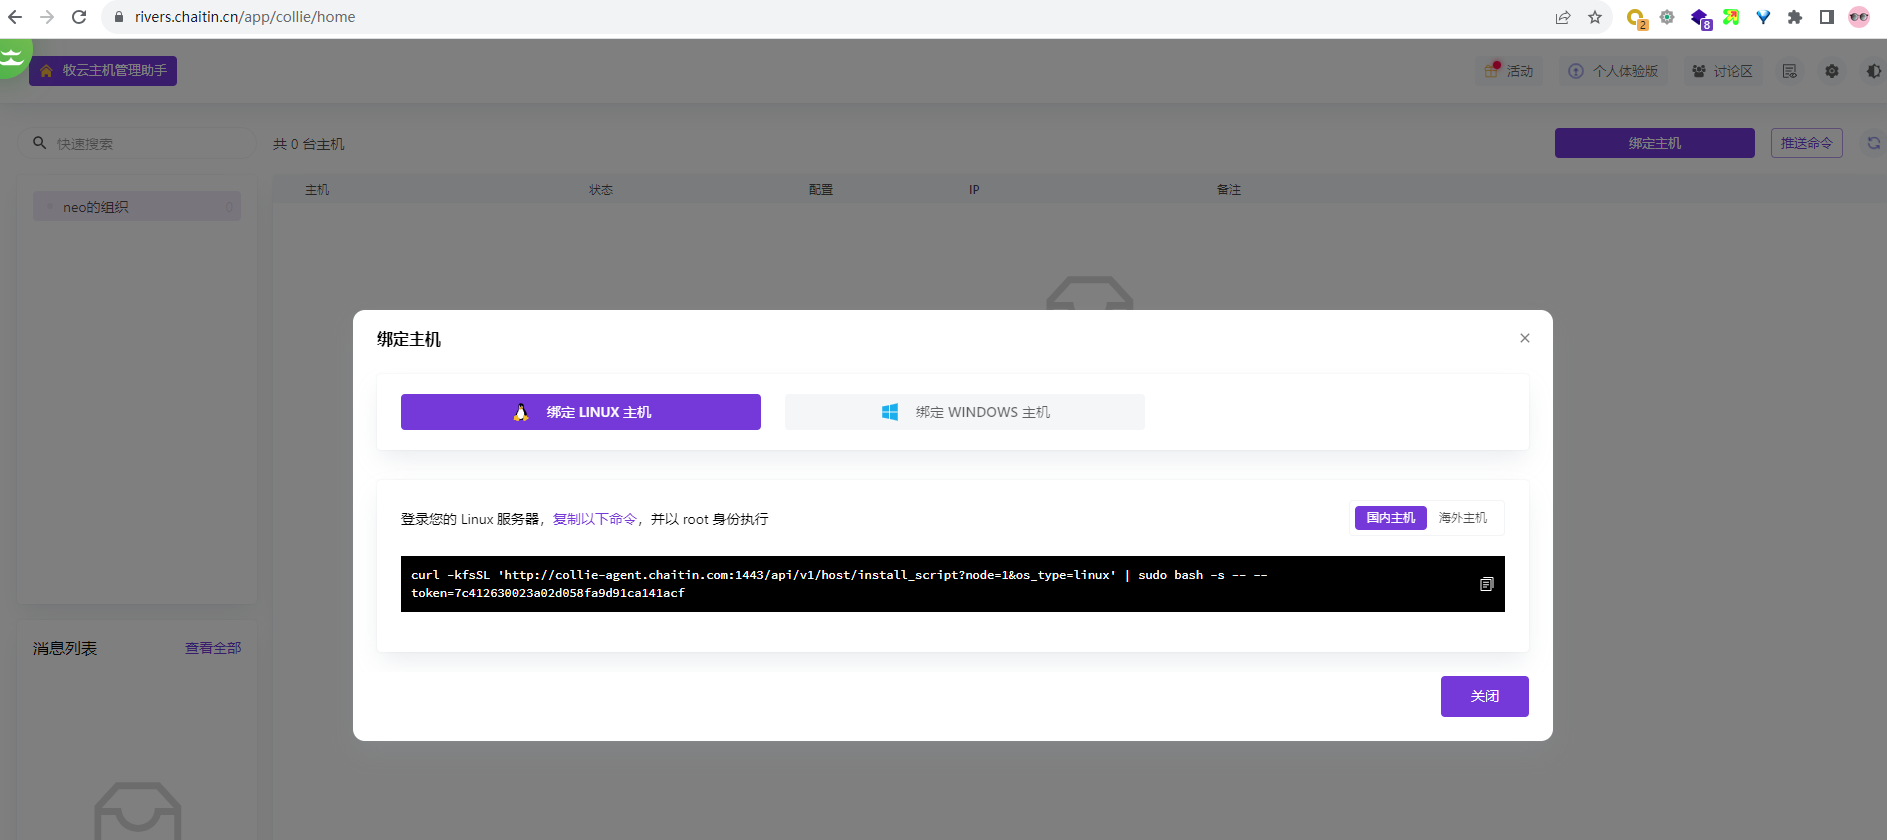 rivers.chaitin.cn/app/collie/home
2
8
牧云主机管理助手
活动
个人体验版
讨论区
快速搜索
共 0 台主机
绑定主机
推送命令
主机 状态 配置 IP 备注
neo的组织 0
绑定主机
绑定 LINUX 主机
绑定 WINDOWS 主机
登录您的 Linux 服务器，复制以下命令，并以 root 身份执行
国内主机 海外主机
curl -kfsSL 'http://collie-agent.chaitin.com:1443/api/v1/host/install_script?node=1&os_type=linux' | sudo bash -s -- --
token=7c412630023a02d058fa9d91ca141acf
消息列表 查看全部
关闭